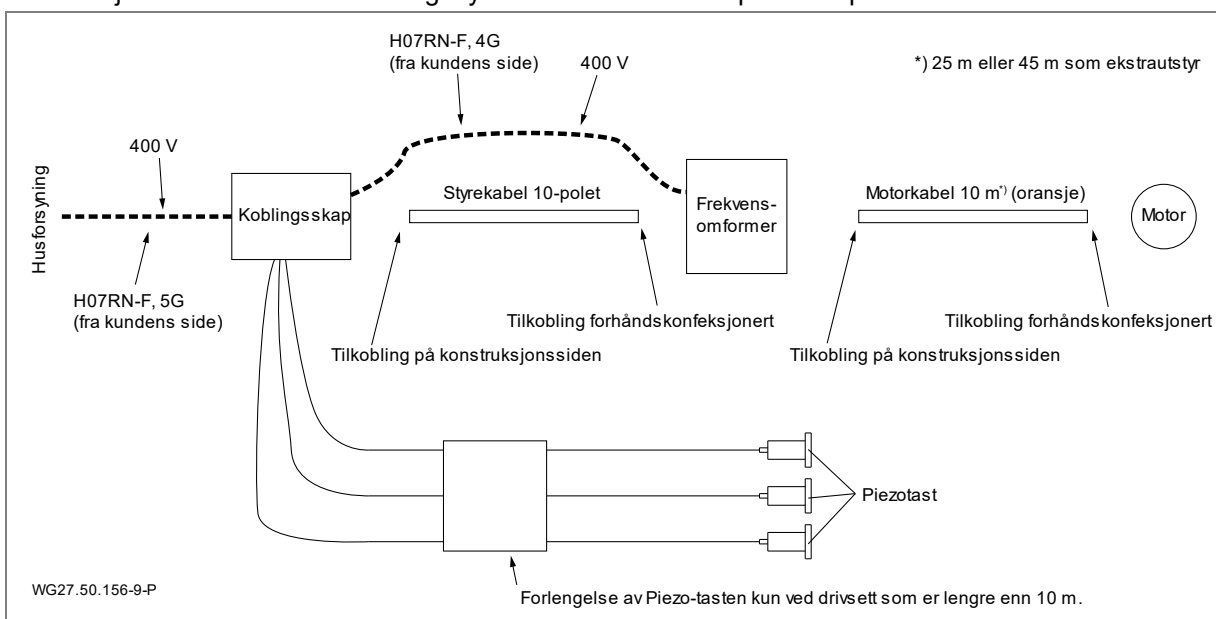 H07RN-F, 4G
(fra kundens side)
400 V
*) 25 m eller 45 m som ekstrautstyr
400 V
Husforsyning
Koblingsskap
Styrekabel 10-polet
Frekvens-
omformer
Motorkabel 10 m*) (oransje)
Motor
H07RN-F, 5G
(fra kundens side)
Tilkobling forhåndskonfeksjonert
Tilkobling på konstruksjonssiden
Tilkobling forhåndskonfeksjonert
Tilkobling på konstruksjonssiden
Piezotast
WG27.50.156-9-P
Forlengelse av Piezo-tasten kun ved drivsett som er lengre enn 10 m.